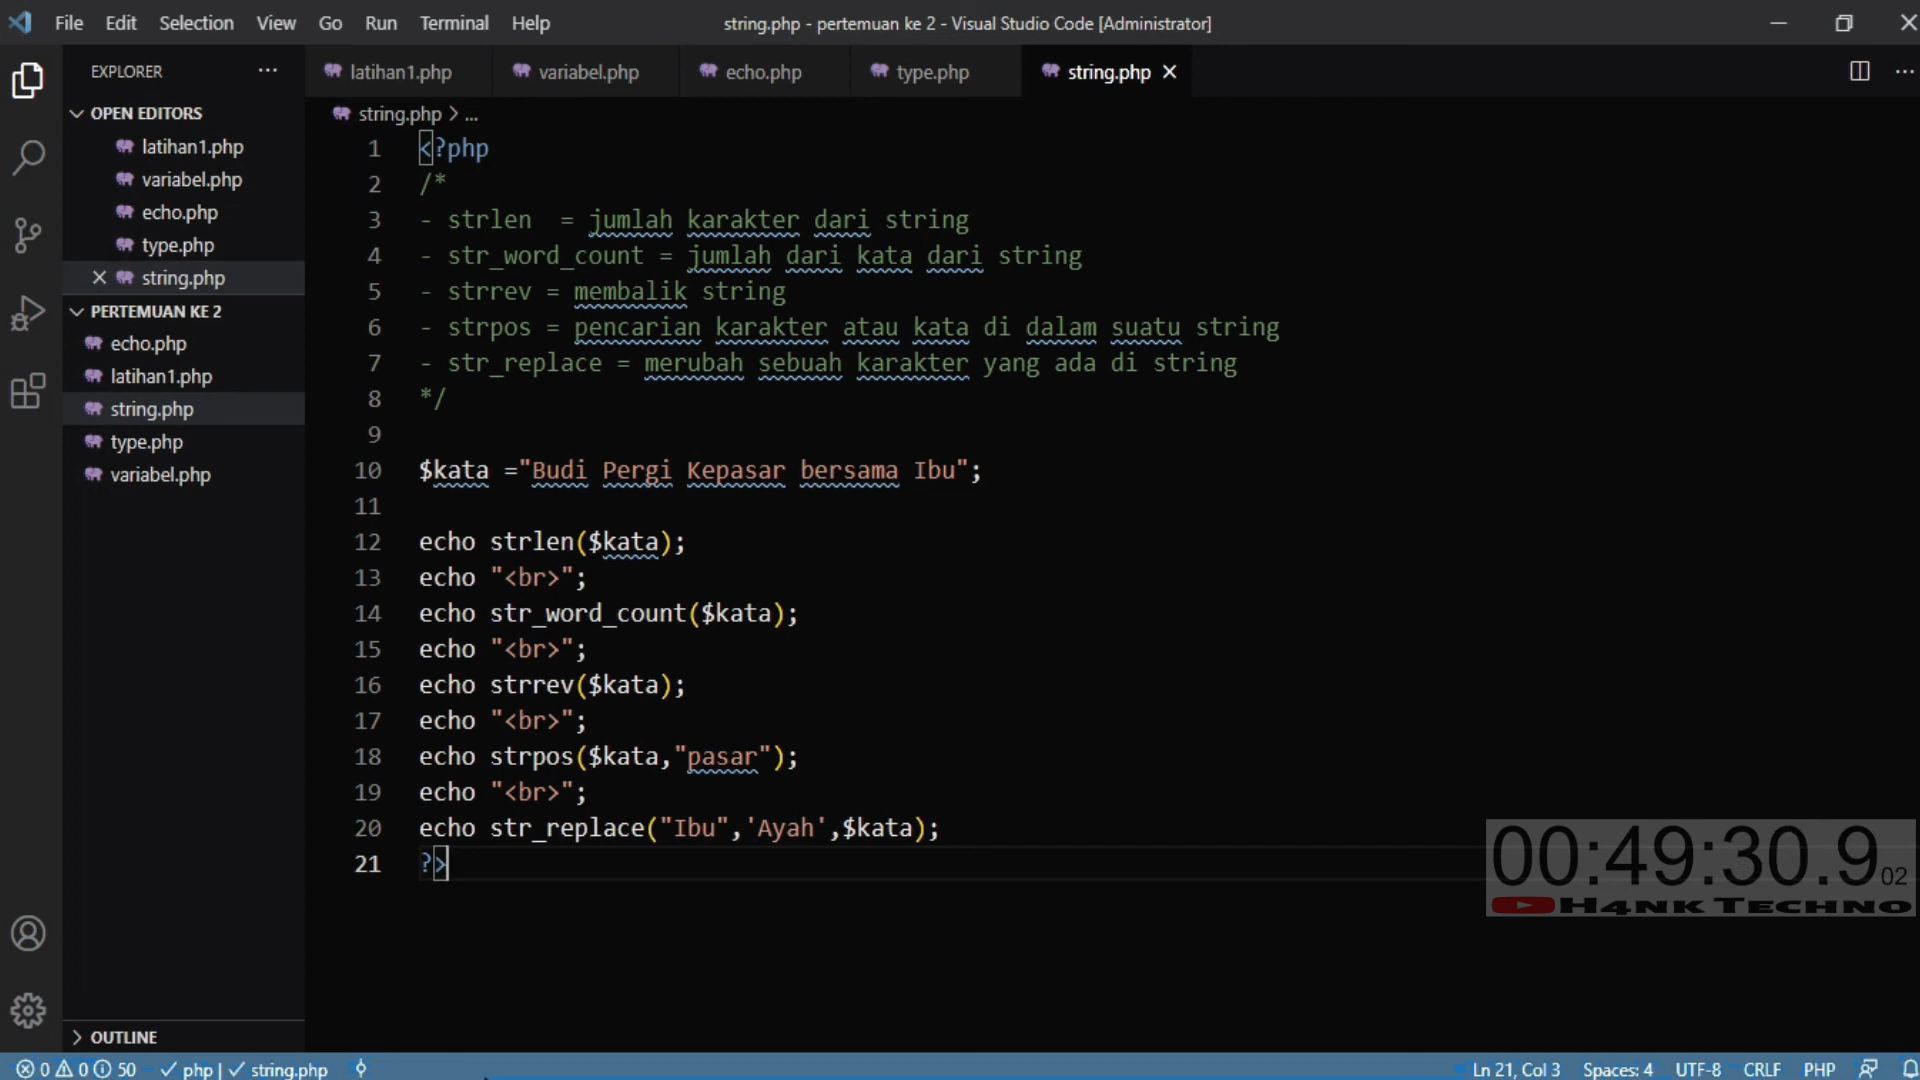 File Edit Selection View Go Run Terminal Help
string.php - pertemuan ke 2 - Visual Studio Code [Administrator]
EXPLORER
latihan1.php
variabel.php
echo.php
type.php
string.php
OPEN EDITORS
latihan1.php
variabel.php
echo.php
type.php
string.php
PERTEMUAN KE 2
echo.php
latihan1.php
string.php
type.php
variabel.php
OUTLINE
string.php > ...
1 <?php
2 /*
3 - strlen  = jumlah karakter dari string
4 - str_word_count = jumlah dari kata dari string
5 - strrev = membalik string
6 - strpos = pencarian karakter atau kata di dalam suatu string
7 - str_replace = merubah sebuah karakter yang ada di string
8 */
9
10 $kata ="Budi Pergi Kepasar bersama Ibu";
11
12 echo strlen($kata);
13 echo "<br>";
14 echo str_word_count($kata);
15 echo "<br>";
16 echo strrev($kata);
17 echo "<br>";
18 echo strpos($kata,"pasar");
19 echo "<br>";
20 echo str_replace("Ibu",'Ayah',$kata);
21 ?>
00:49:30.902
H4NK TECHNO
0 0 50 php | string.php
Ln 21, Col 3 Spaces: 4 UTF-8 CRLF PHP